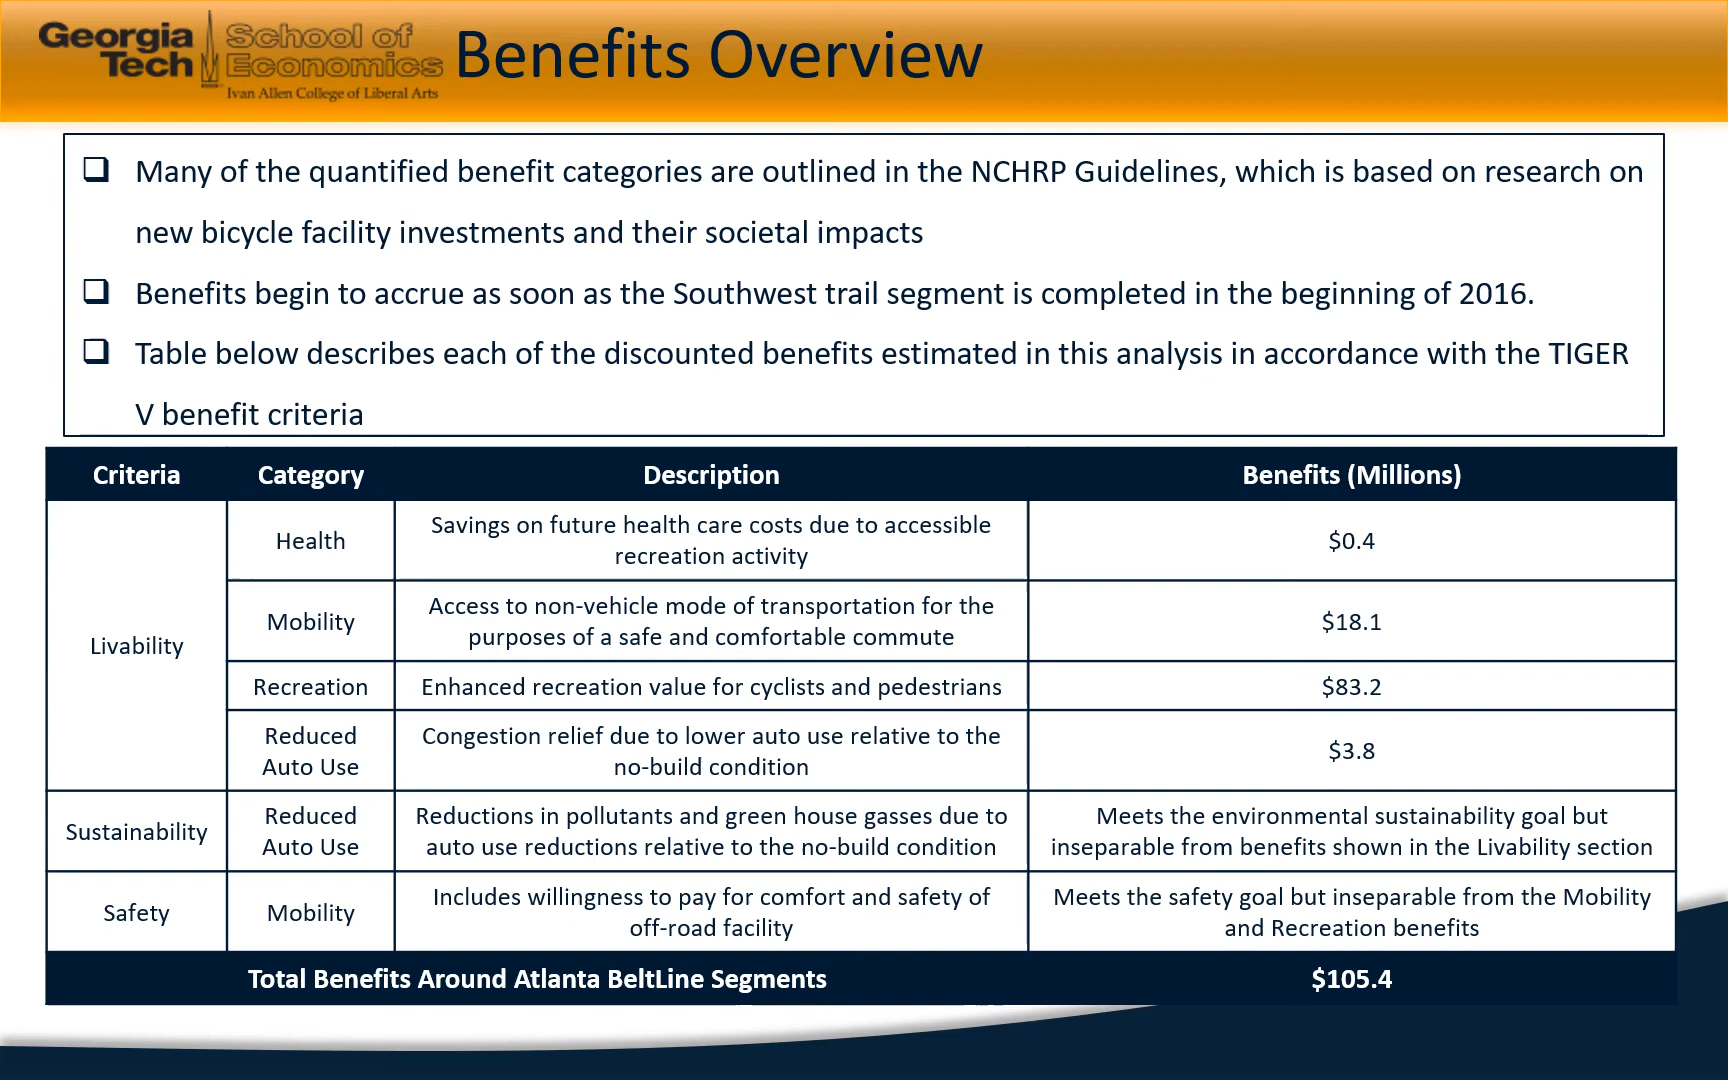 Georgia Tech
School of Economics
Ivan Allen College of Liberal Arts
Benefits Overview
Many of the quantified benefit categories are outlined in the NCHRP Guidelines, which is based on research on
new bicycle facility investments and their societal impacts
Benefits begin to accrue as soon as the Southwest trail segment is completed in the beginning of 2016.
Table below describes each of the discounted benefits estimated in this analysis in accordance with the TIGER
V benefit criteria
Criteria Category Description Benefits (Millions)
Livability
Health
Savings on future health care costs due to accessible
recreation activity
$0.4
Mobility
Access to non-vehicle mode of transportation for the
purposes of a safe and comfortable commute
$18.1
Recreation
Enhanced recreation value for cyclists and pedestrians
$83.2
Reduced
Auto Use
Congestion relief due to lower auto use relative to the
no-build condition
$3.8
Sustainability
Reduced
Auto Use
Reductions in pollutants and green house gasses due to
auto use reductions relative to the no-build condition
Meets the environmental sustainability goal but
inseparable from benefits shown in the Livability section
Safety
Mobility
Includes willingness to pay for comfort and safety of
off-road facility
Meets the safety goal but inseparable from the Mobility
and Recreation benefits
Total Benefits Around Atlanta BeltLine Segments $105.4